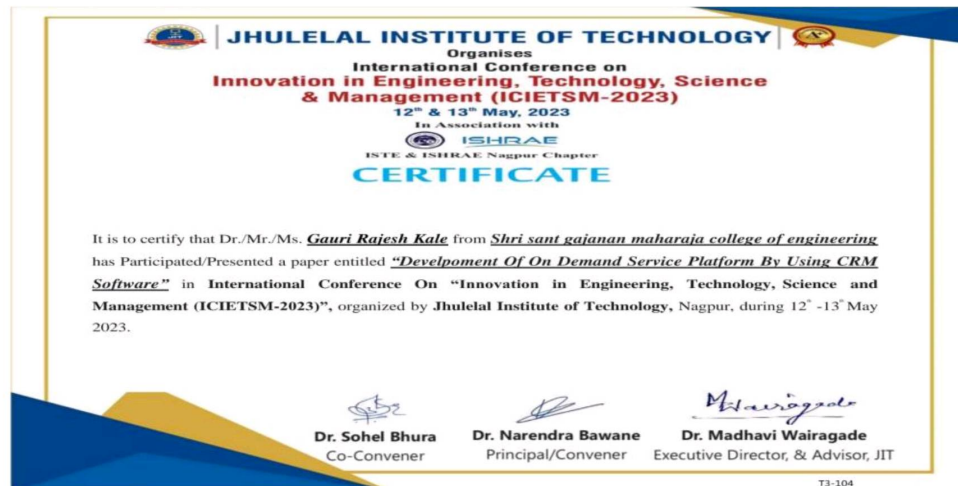 JHULELAL INSTITUTE OF TECHNOLOGY
Organises
International Conference on
Innovation in Engineering, Technology, Science
& Management (ICIETSM-2023)
12th & 13th May, 2023
In Association with
ISHRAE
ISTE & ISHRAE Nagpur Chapter
CERTIFICATE
It is to certify that Dr./Mr./Ms. Gauri Rajesh Kale from Shri sant gajanan maharaja college of engineering
has Participated/Presented a paper entitled "Develpoment Of On Demand Service Platform By Using CRM
Software" in International Conference On "Innovation in Engineering, Technology, Science and
Management (ICIETSM-2023)", organized by Jhulelal Institute of Technology, Nagpur, during 12" -13" May
2023.
MWairagade
Dr. Sohel Bhura Dr. Narendra Bawane Dr. Madhavi Wairagade
Co-Convener Principal/Convener Executive Director, & Advisor, JIT
T3-104